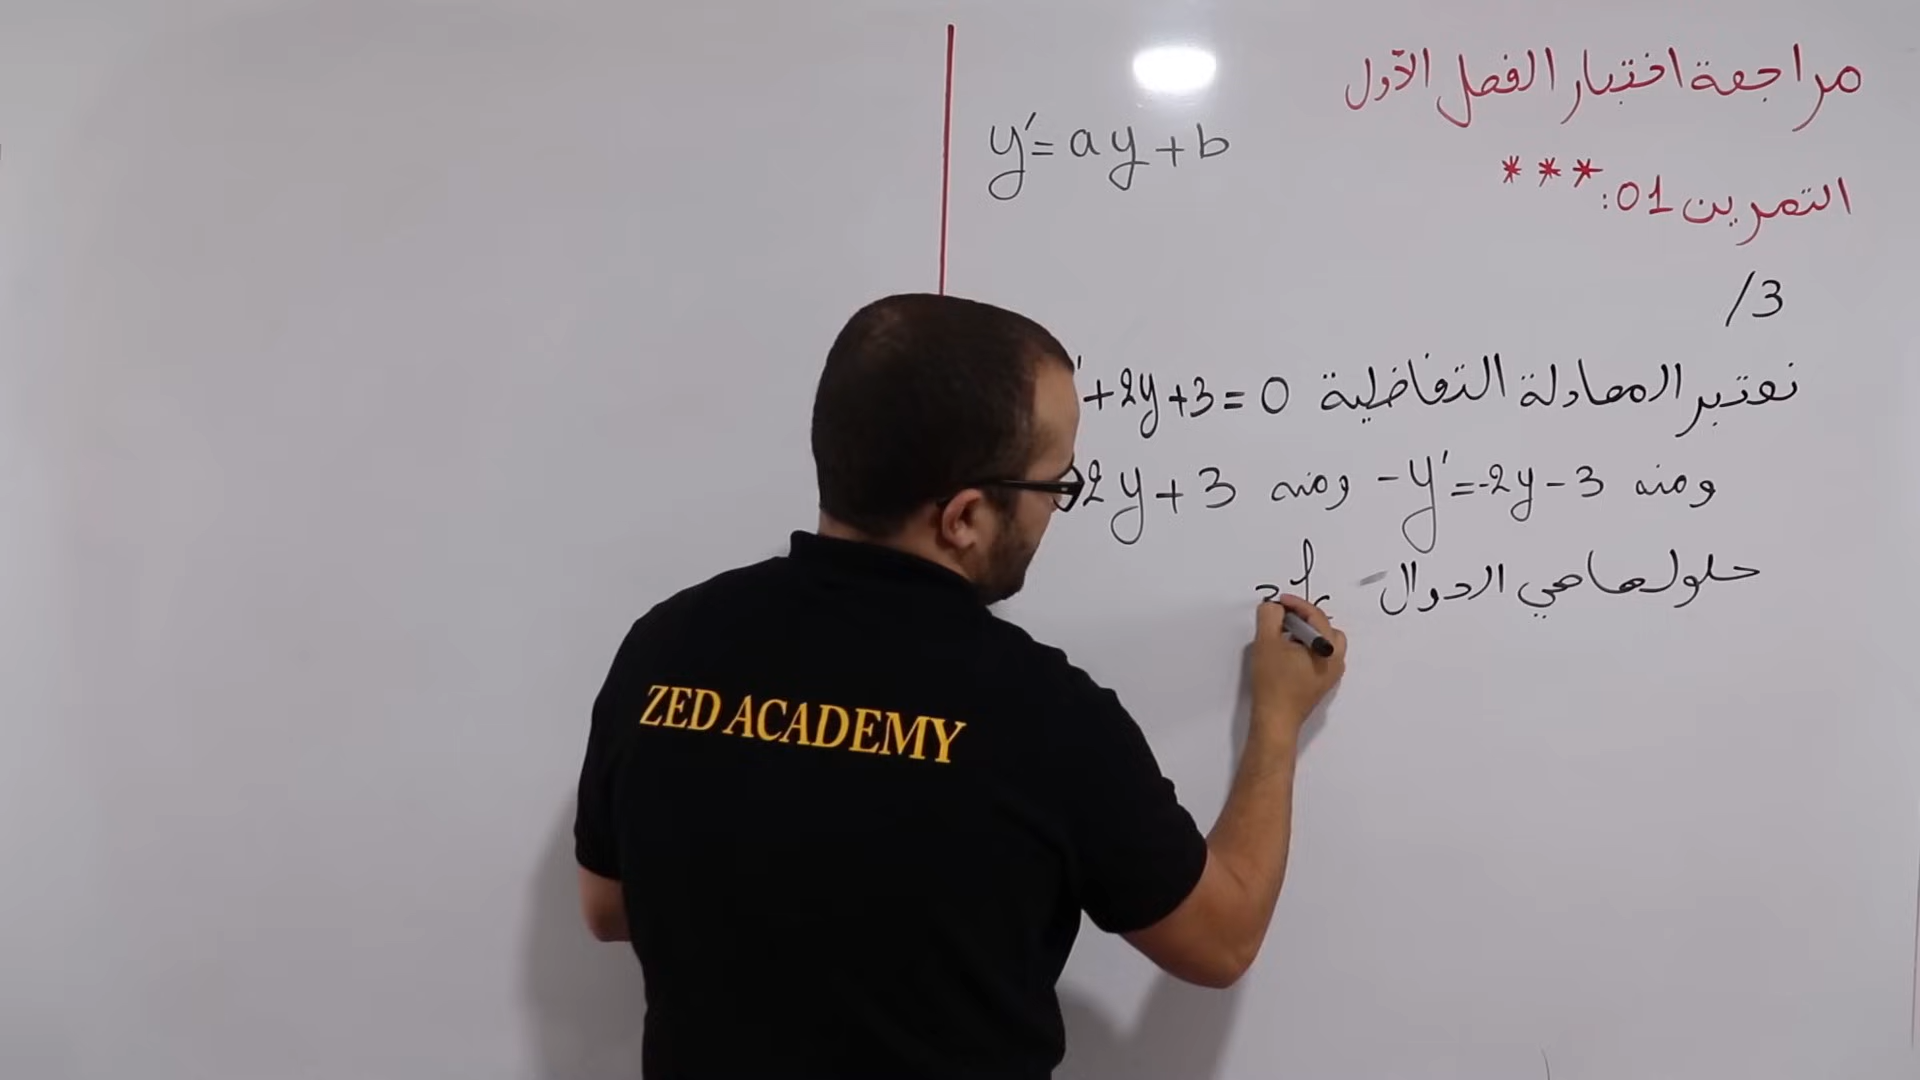 مراجعة اختبار الفصل الأول
y'=ay+b
التمرين 01: ***
3/
نعتبر المعادلة التفاضلية +2y+3=0
ومنه -y'=-2y-3 ومنه 2y+3
حلولها هي الدوال f
ZED ACADEMY